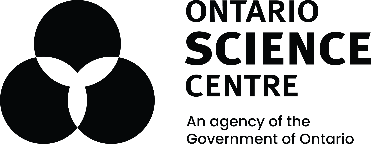 ONTARIO
SCIENCE
CENTRE
An agency of the
Government of Ontario